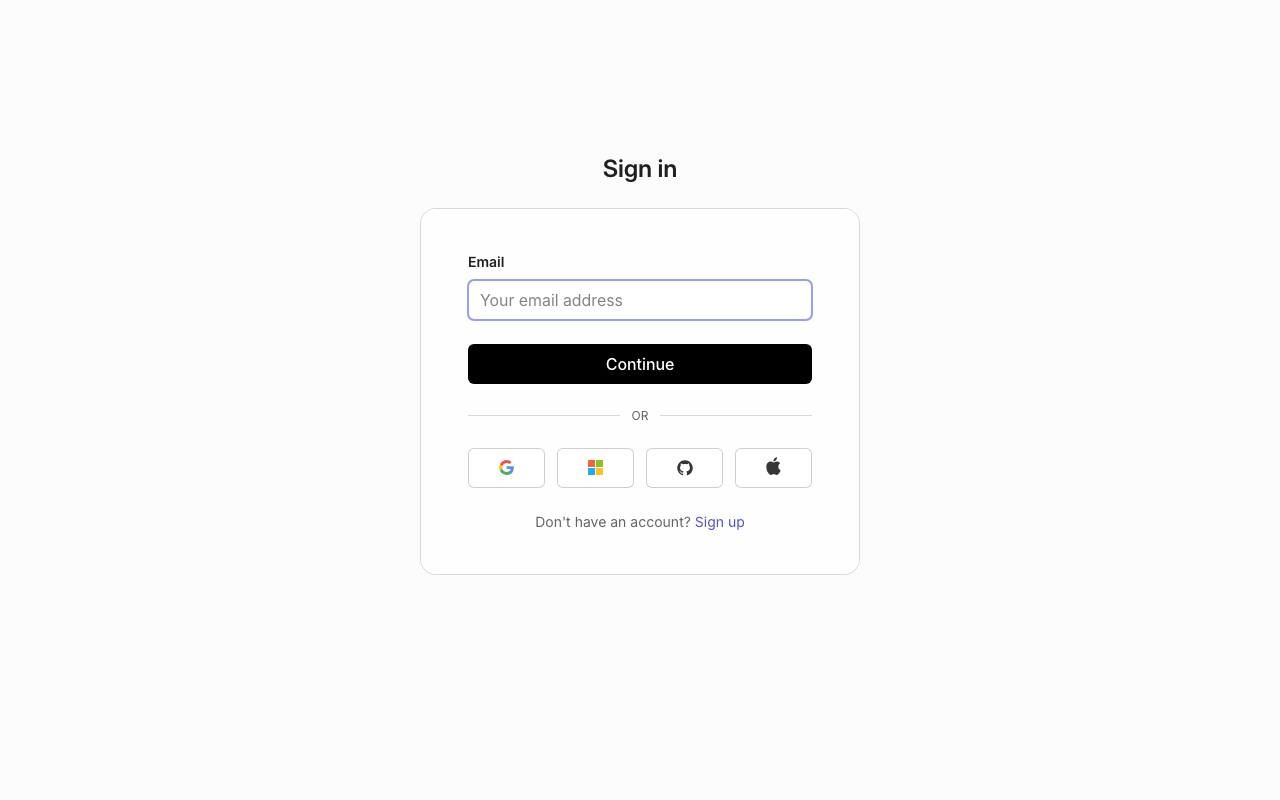 Sign in
Email
Your email address
Continue
OR
Don't have an account? Sign up